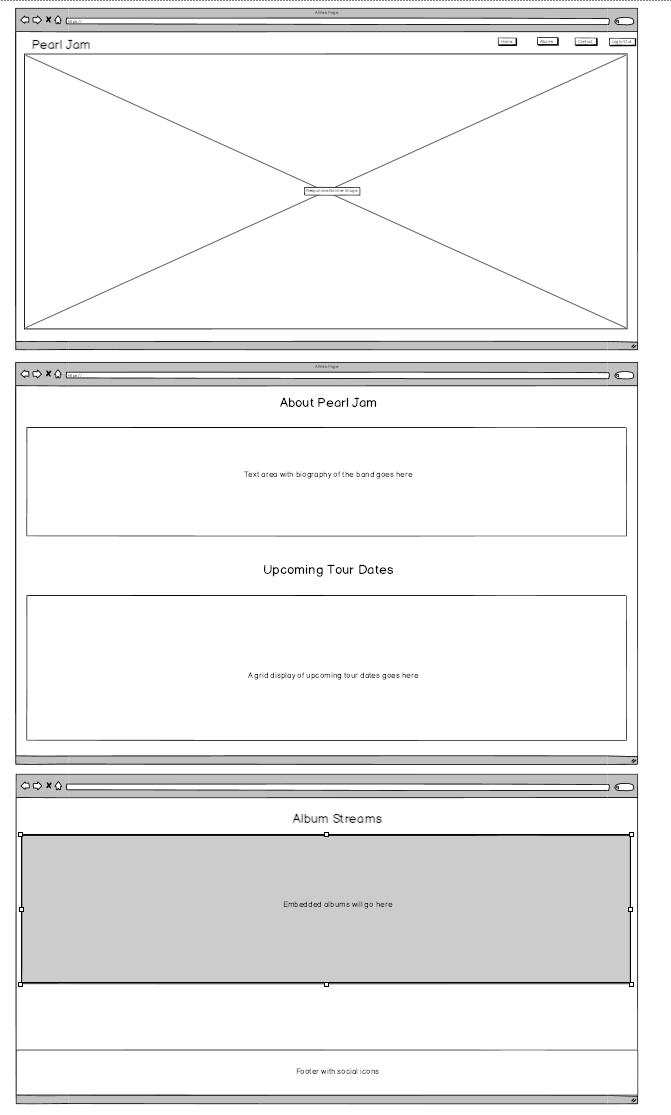 A Web Page
https://
Pearl Jam
Home
Albums
Contact
Login/Out
Responsive Banner Image
A Web Page
https://
About Pearl Jam
Text area with biography of the band goes here
Upcoming Tour Dates
A grid display of upcoming tour dates goes here
Album Streams
Embedded albums will go here
Footer with social icons